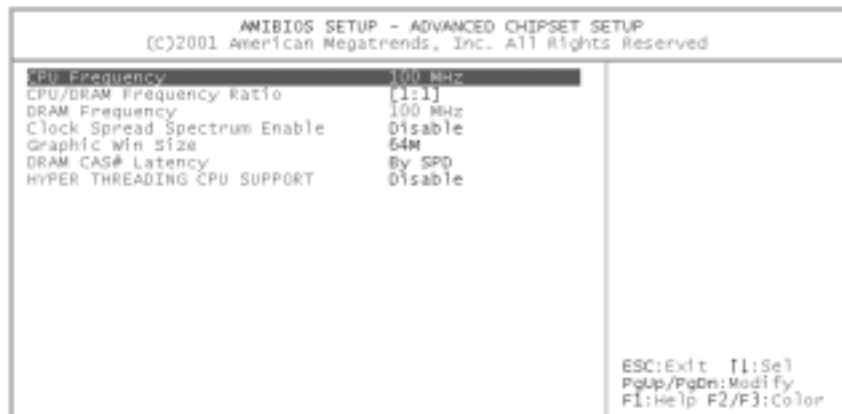 AMIBIOS SETUP - ADVANCED CHIPSET SETUP
(C)2001 American Megatrends, Inc. All Rights Reserved
CPU Frequency 100 MHz
CPU/DRAM Frequency Ratio [1:1]
DRAM Frequency 100 MHz
Clock Spread Spectrum Enable Disable
Graphic Win Size 64M
DRAM CAS# Latency By SPD
HYPER THREADING CPU SUPPORT Disable
ESC:Exit ↑↓:Sel
PgUp/PgDn:Modify
F1:Help F2/F3:Color